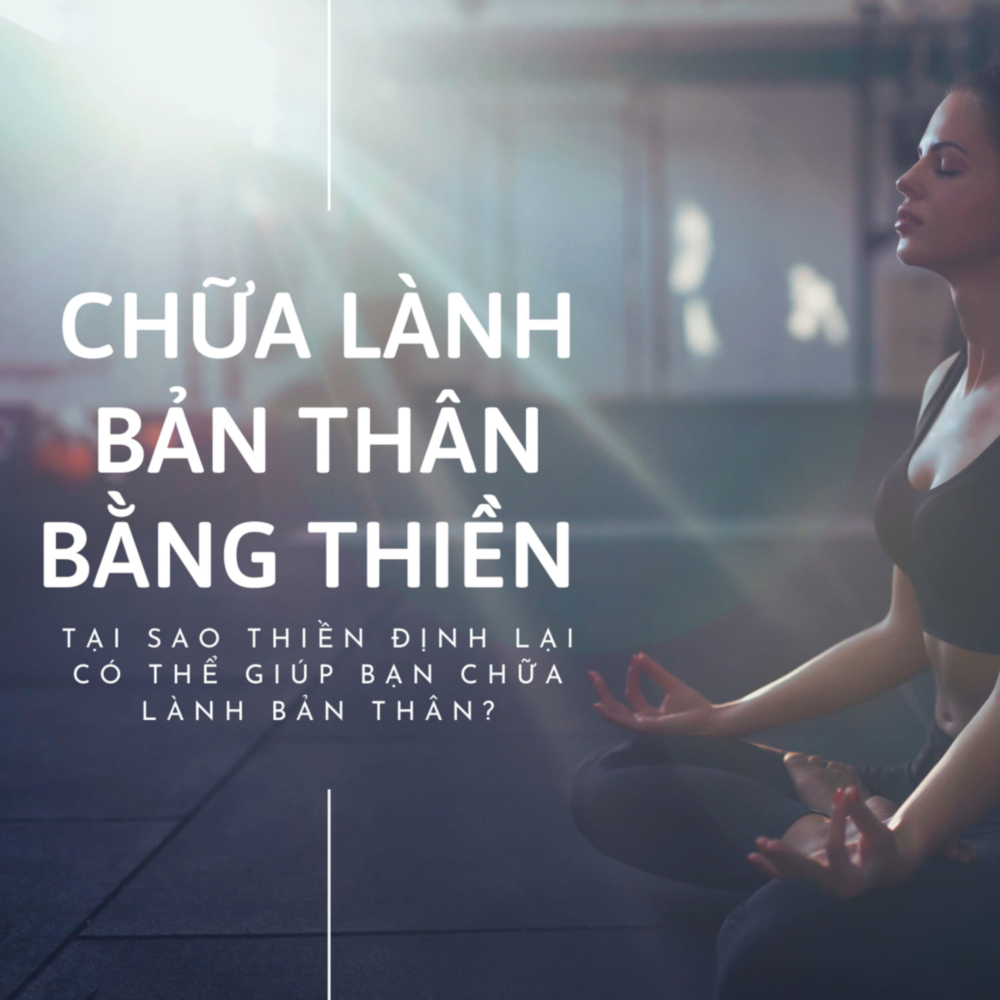 CHỮA LÀNH
BẢN THÂN
BẰNG THIỀN
TẠI SAO THIỀN ĐỊNH LẠI
CÓ THỂ GIÚP BẠN CHỮA
LÀNH BẢN THÂN?